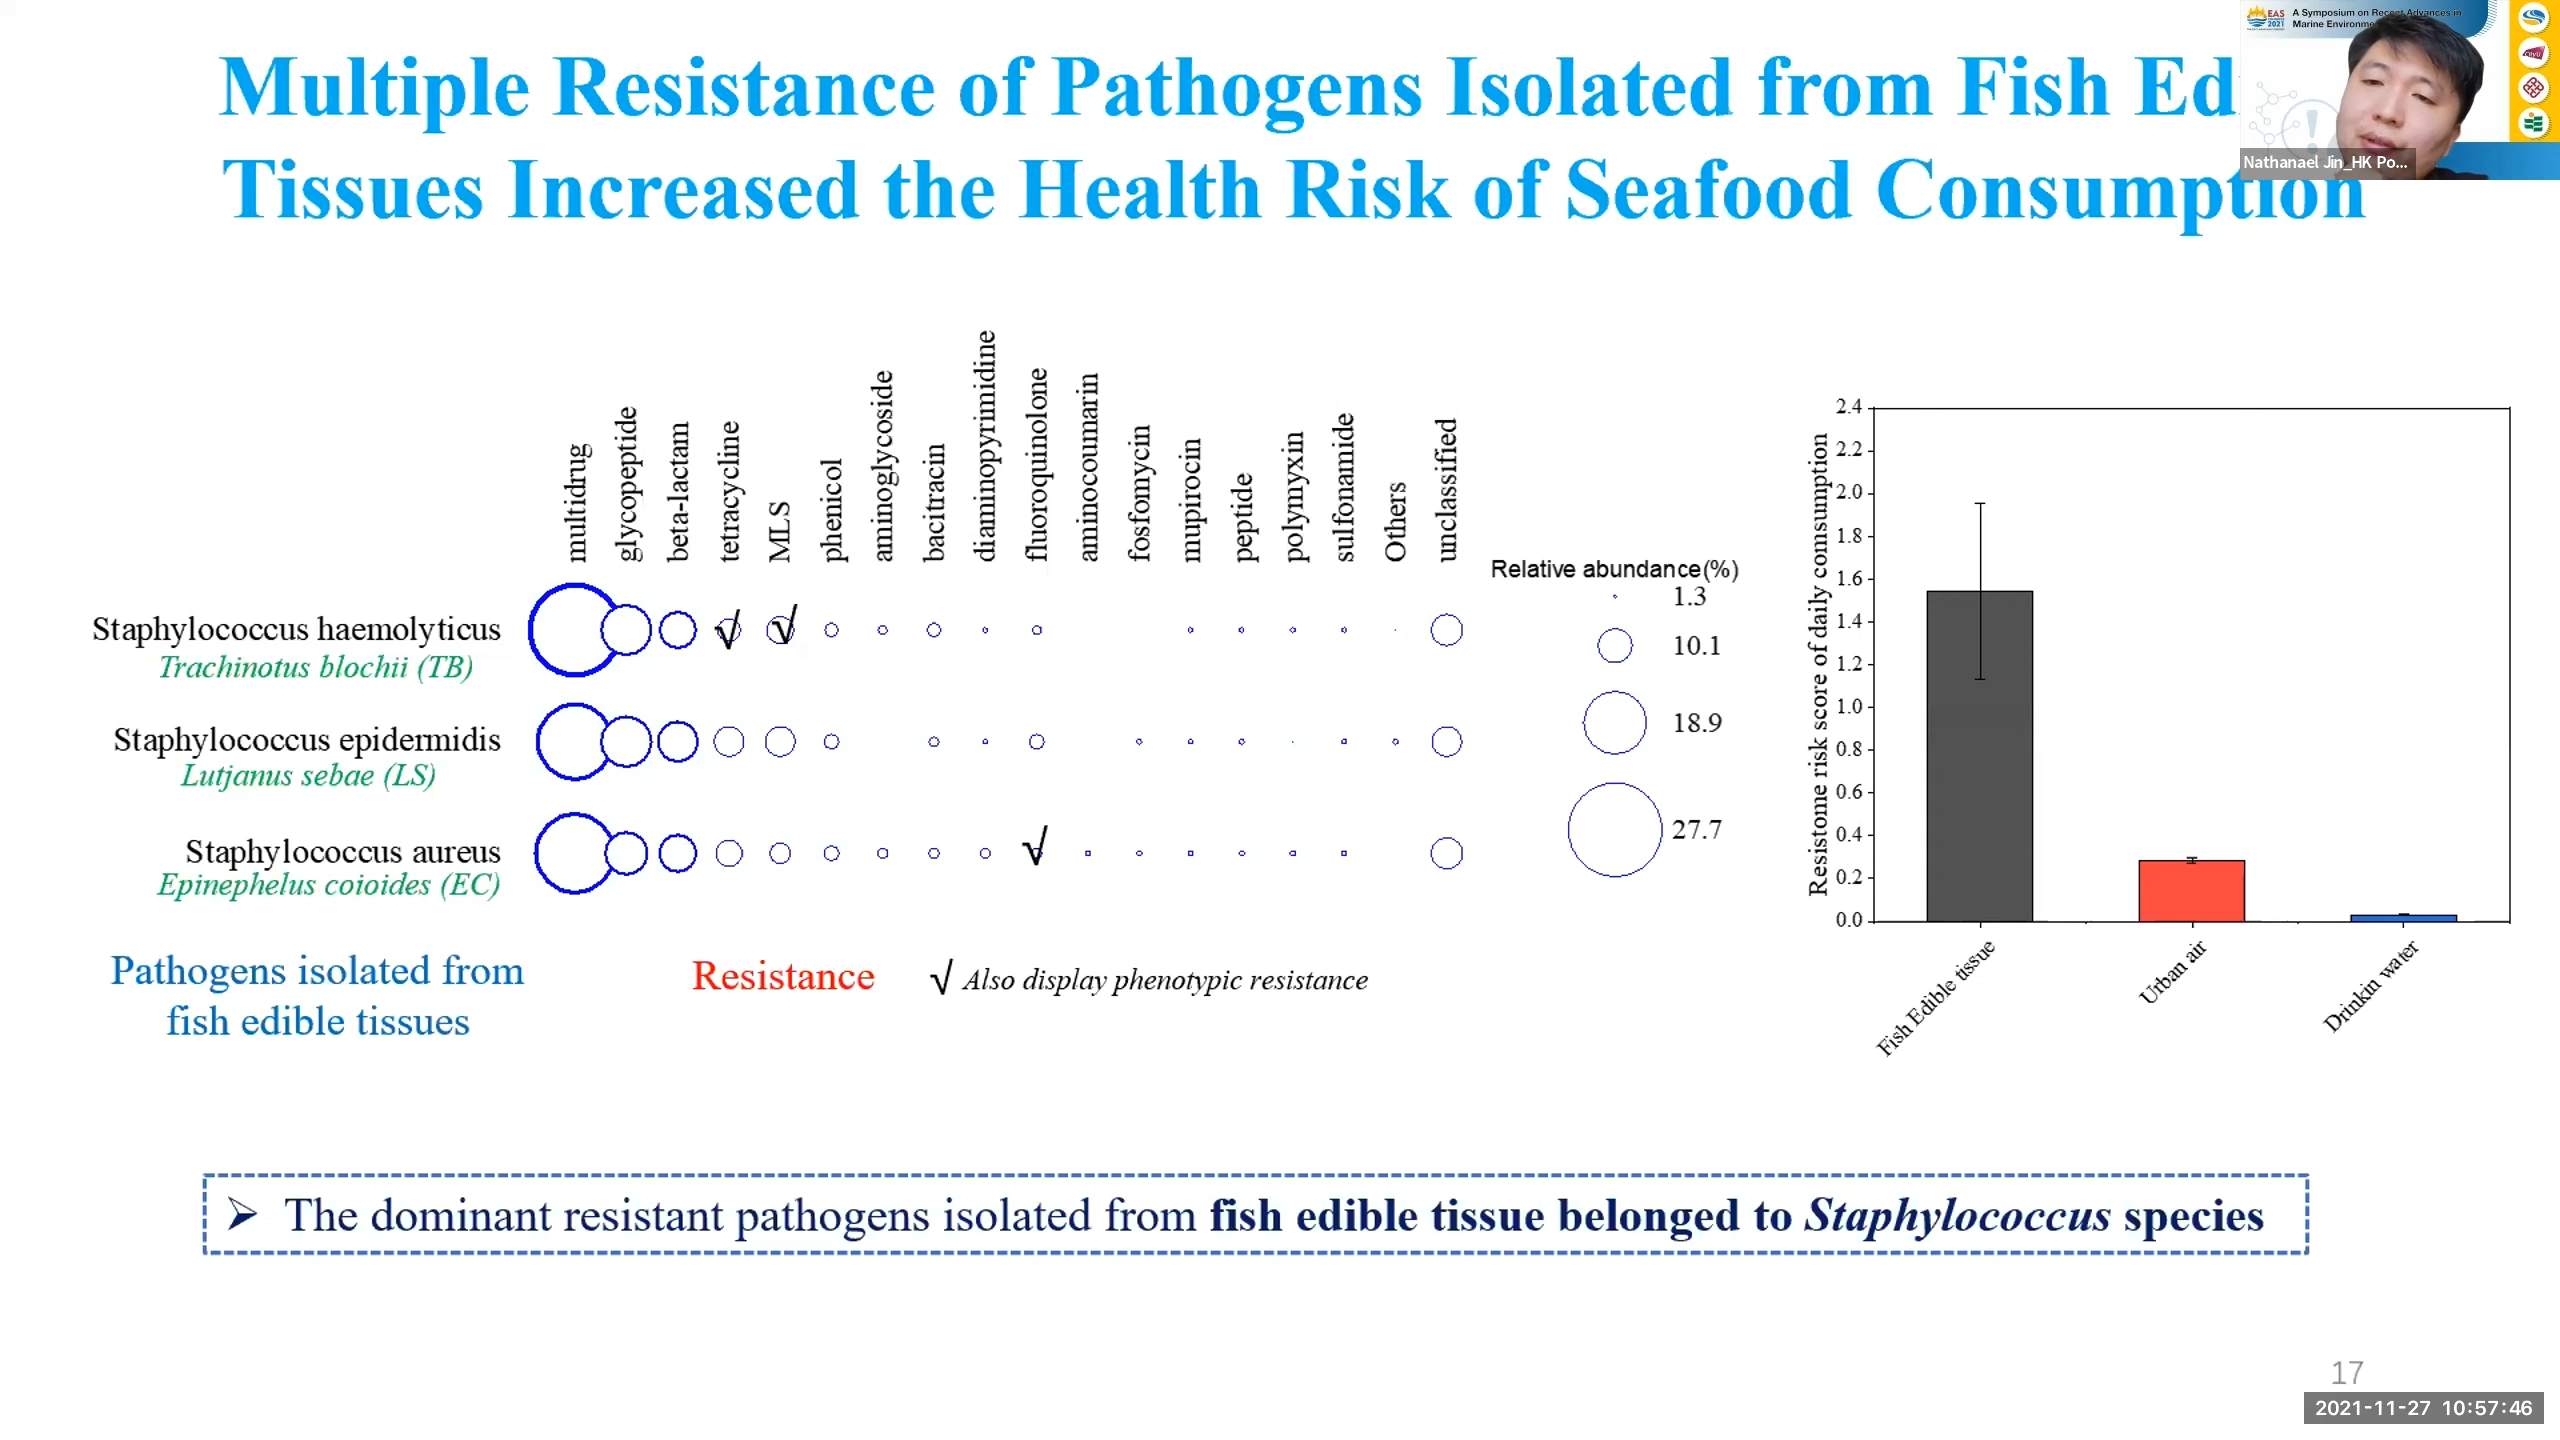 EAS
2021
A Symposium on Recent Advances in
Marine
Multiple Resistance of Pathogens Isolated from Fish
Tissues Increased the Health Risk of Seafood Consumption
Nathanael Jin_HK Po...
multidrug
glycopeptide
beta-lactam
tetracycline
MLS
phenicol
aminoglycoside
bacitracin
diaminopyrimidine
fluoroquinolone
aminocoumarin
fosfomycin
mupirocin
peptide
polymyxin
sulfonamide
Others
unclassified
Staphylococcus haemolyticus
Trachinotus blochii (TB)
Staphylococcus epidermidis
Lutjanus sebae (LS)
Staphylococcus aureus
Epinephelus coioides (EC)
Relative abundance(%)
1.3
10.1
18.9
27.7
Resistome risk score of daily comsumption
2.4
2.2
2.0
1.8
1.6
1.4
1.2
1.0
0.8
0.6
0.4
0.2
0.0
Fish Edible tissue
Urban air
Drinkin water
Pathogens isolated from
fish edible tissues
Resistance
√ Also display phenotypic resistance
➢ The dominant resistant pathogens isolated from fish edible tissue belonged to Staphylococcus species
17
2021-11-27 10:57:46